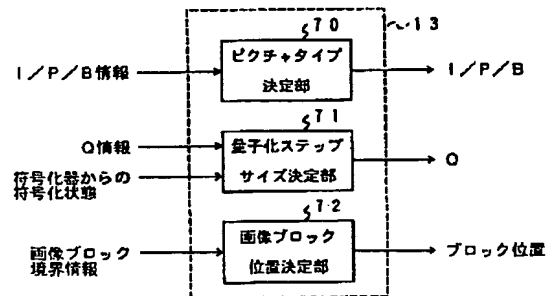 70
13
I/P/B情報
ピクチャタイプ
決定部
I/P/B
71
Q情報
符号化器からの
符号化状態
量子化ステップ
サイズ決定部
Q
72
画像ブロック
境界情報
画像ブロック
位置決定部
ブロック位置